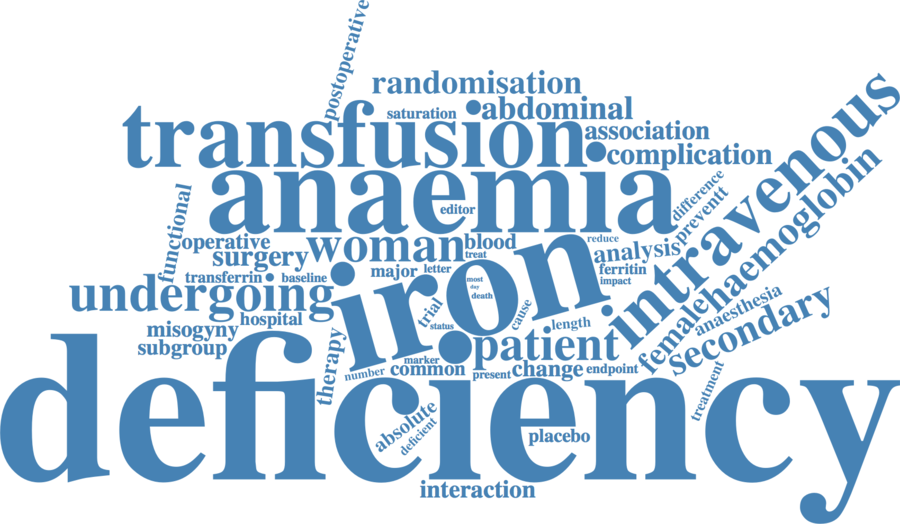 postoperative
randomisation
saturation
abdominal
transfusion
association
complication
anaemia
intravenous
haemoglobin
difference
preventt
editor
functional
operative
woman
blood
treat
reduce
surgery
analysis
transferrin
baseline
major
letter
iron
most
day
death
ferritin
impact
undergoing
hospital
trial
status
cause
length
misogyny
subgroup
therapy
patient
female
anaesthesia
secondary
marker
number
common
present
change
endpoint
treatment
deficiency
absolute
deficient
placebo
interaction